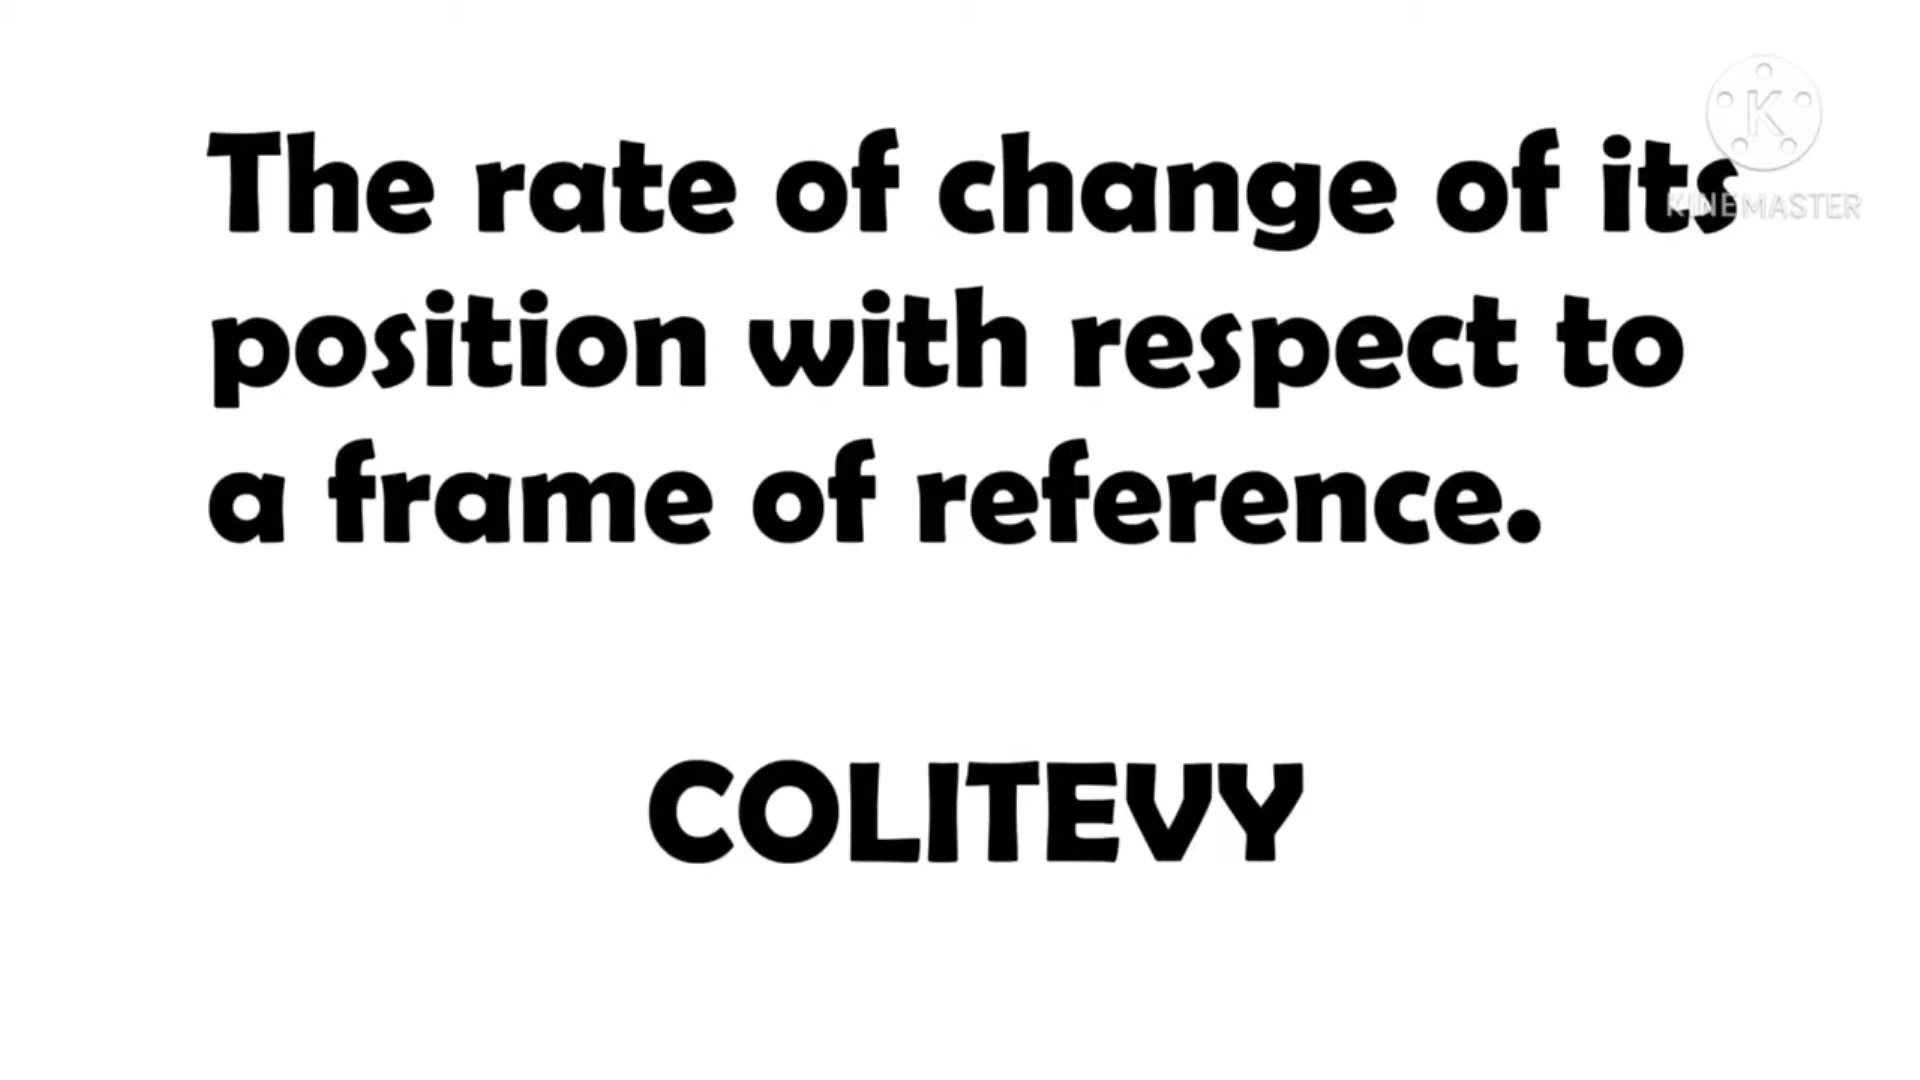 The rate of change of its
KINEMASTER
position with respect to
a frame of reference.
COLITEVY